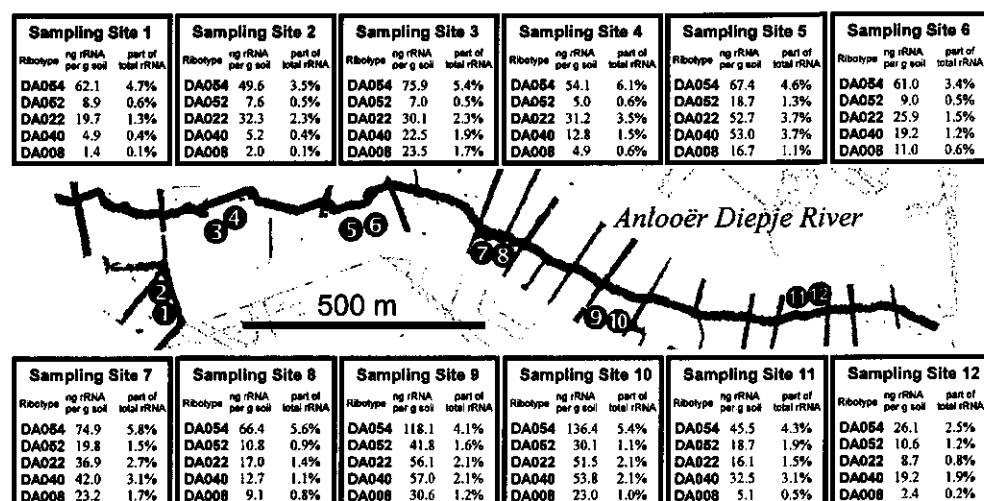 Sampling Site 1
Ribotype ng rRNA per g soil part of total rRNA
DA054 62.1 4.7%
DA052 8.9 0.6%
DA022 19.7 1.3%
DA040 4.9 0.4%
DA008 1.4 0.1%
Sampling Site 2
Ribotype ng rRNA per g soil part of total rRNA
DA054 49.6 3.5%
DA052 7.6 0.5%
DA022 32.3 2.3%
DA040 5.2 0.4%
DA008 2.0 0.1%
Sampling Site 3
Ribotype ng rRNA per g soil part of total rRNA
DA054 75.9 5.4%
DA052 7.0 0.5%
DA022 30.1 2.3%
DA040 22.5 1.9%
DA008 23.5 1.7%
Sampling Site 4
Ribotype ng rRNA per g soil part of total rRNA
DA054 54.1 6.1%
DA052 5.0 0.6%
DA022 31.2 3.5%
DA040 12.8 1.5%
DA008 4.9 0.6%
Sampling Site 5
Ribotype ng rRNA per g soil part of total rRNA
DA054 67.4 4.6%
DA052 18.7 1.3%
DA022 52.7 3.7%
DA040 53.0 3.7%
DA008 16.7 1.1%
Sampling Site 6
Ribotype ng rRNA per g soil part of total rRNA
DA054 61.0 3.4%
DA052 9.0 0.5%
DA022 25.9 1.5%
DA040 19.2 1.2%
DA008 11.0 0.6%
Anlooër Diepje River
3 4
5 6
7 8
2
1
9 10
11 12
500 m
Sampling Site 7
Ribotype ng rRNA per g soil part of total rRNA
DA054 74.9 5.8%
DA052 19.8 1.5%
DA022 36.9 2.7%
DA040 42.0 3.1%
DA008 23.2 1.7%
Sampling Site 8
Ribotype ng rRNA per g soil part of total rRNA
DA054 66.4 5.6%
DA052 10.8 0.9%
DA022 17.0 1.4%
DA040 12.7 1.1%
DA008 9.1 0.8%
Sampling Site 9
Ribotype ng rRNA per g soil part of total rRNA
DA054 118.1 4.1%
DA052 41.8 1.6%
DA022 56.1 2.1%
DA040 57.0 2.1%
DA008 30.6 1.2%
Sampling Site 10
Ribotype ng rRNA per g soil part of total rRNA
DA054 136.4 5.4%
DA052 30.1 1.1%
DA022 51.5 2.1%
DA040 53.8 2.1%
DA008 23.0 1.0%
Sampling Site 11
Ribotype ng rRNA per g soil part of total rRNA
DA054 45.5 4.3%
DA052 18.7 1.9%
DA022 16.1 1.5%
DA040 32.5 3.1%
DA008 5.1 0.5%
Sampling Site 12
Ribotype ng rRNA per g soil part of total rRNA
DA054 26.1 2.5%
DA052 10.6 1.2%
DA022 8.7 0.8%
DA040 19.2 1.9%
DA008 2.4 0.2%